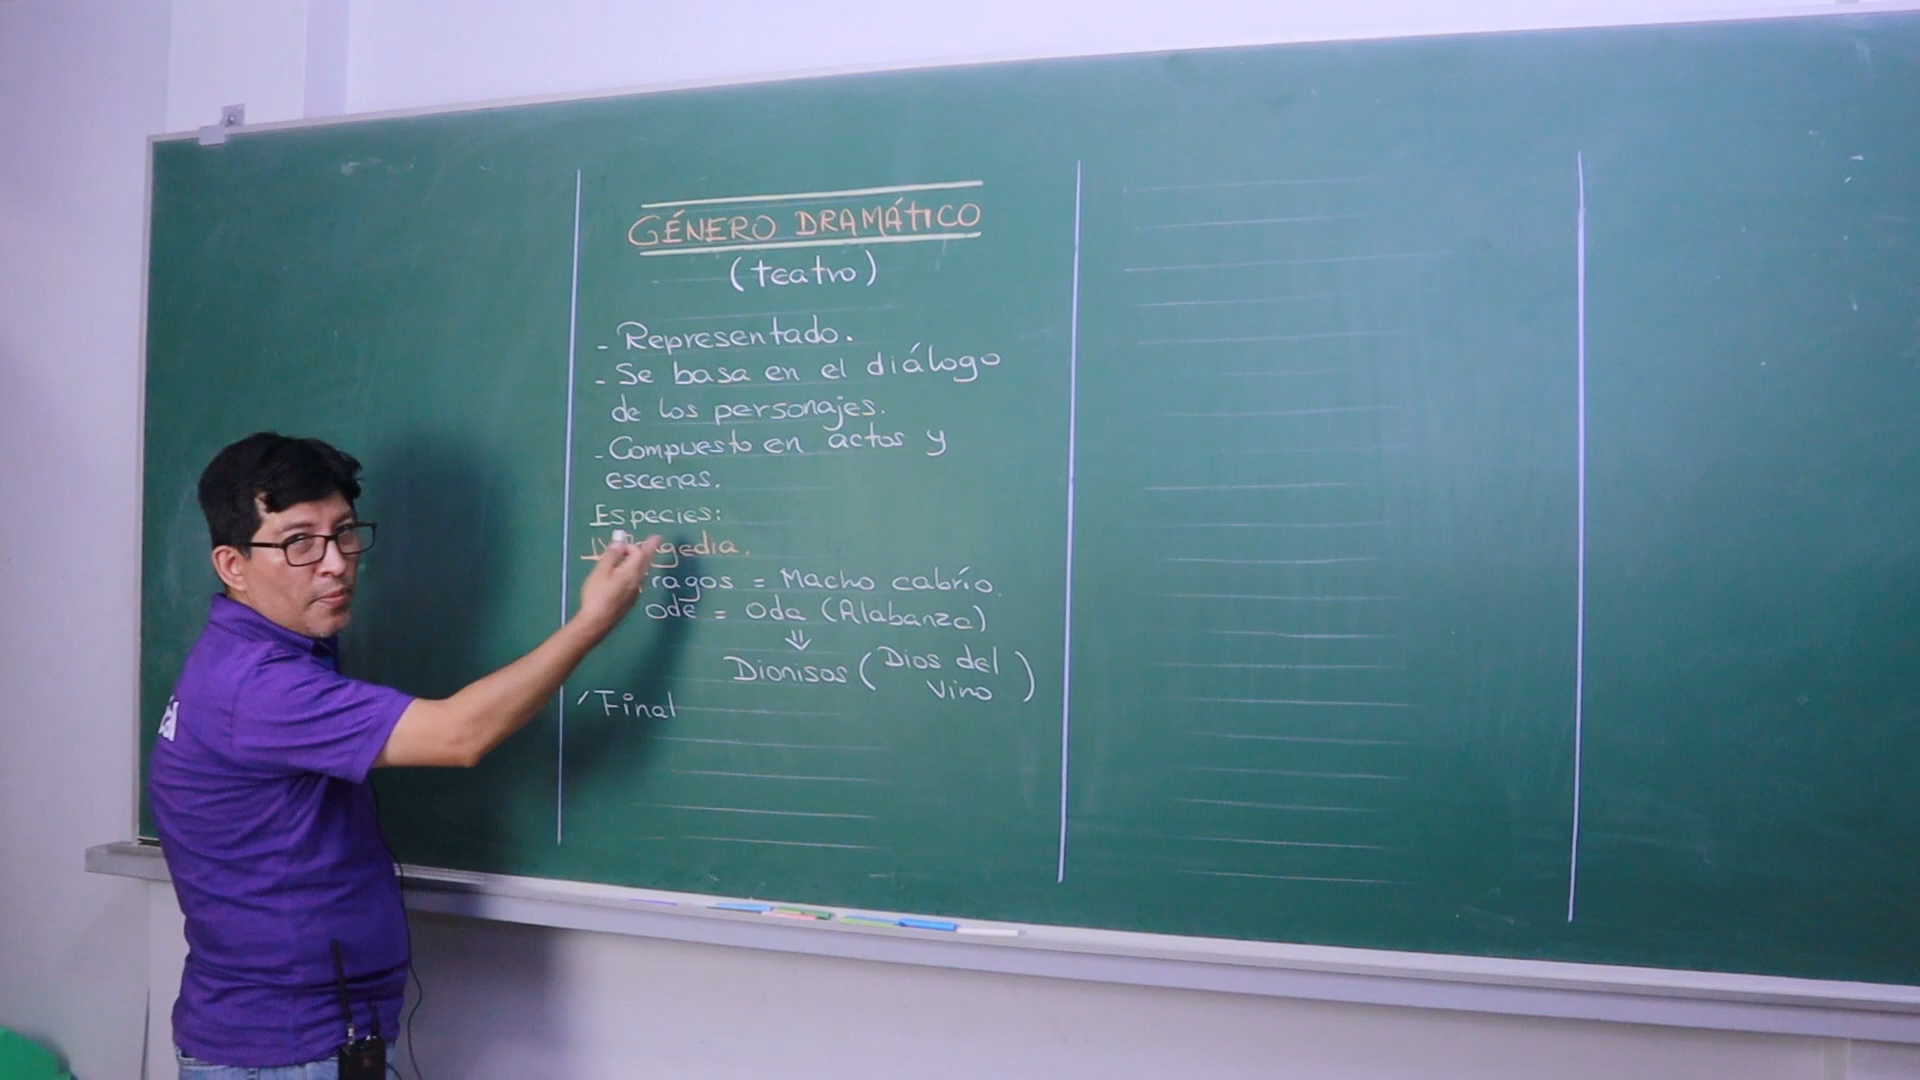 GÉNERO DRAMÁTICO
(teatro)
- Representado.
- Se basa en el diálogo
de los personajes.
- Compuesto en actos y
escenas.
Especies:
ragos = Macho cabrío.
ode = Oda (Alabanza)
⇓
Dionisos (Dios del
Vino)
Final